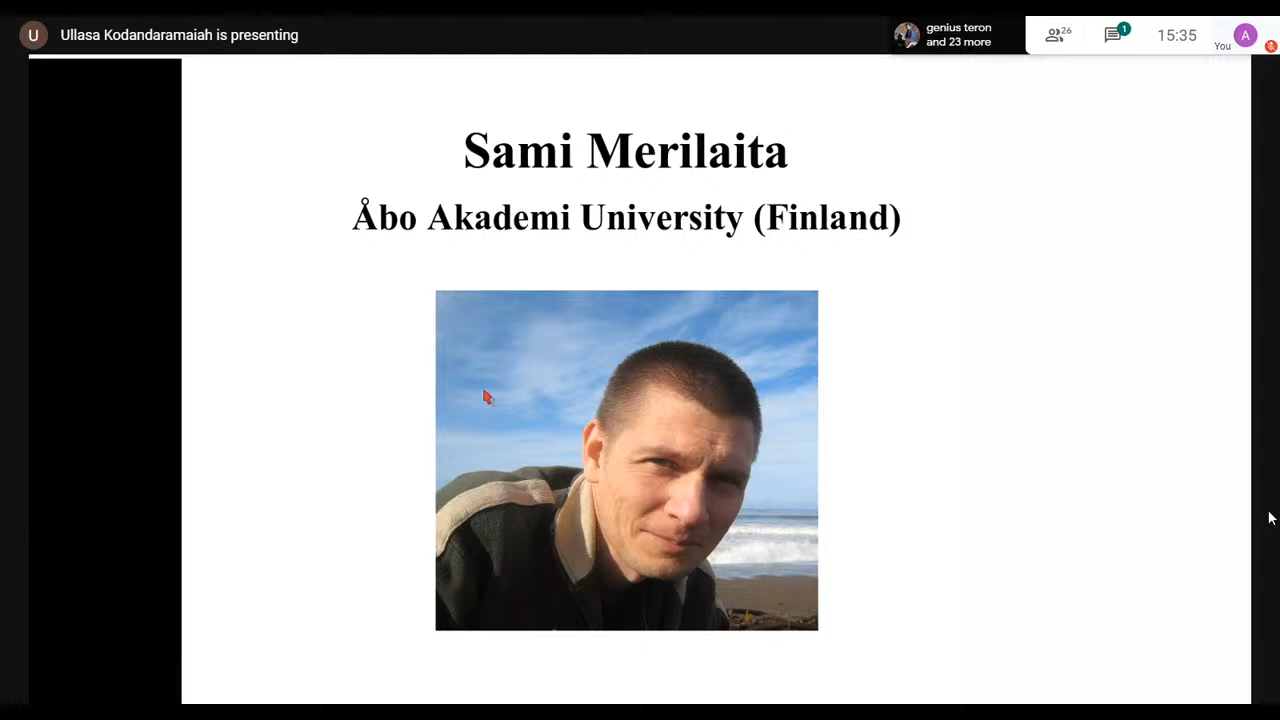 U
Ullasa Kodandaramaiah is presenting
genius teron
and 23 more
26
1
15:35
You
A
Sami Merilaita
Åbo Akademi University (Finland)